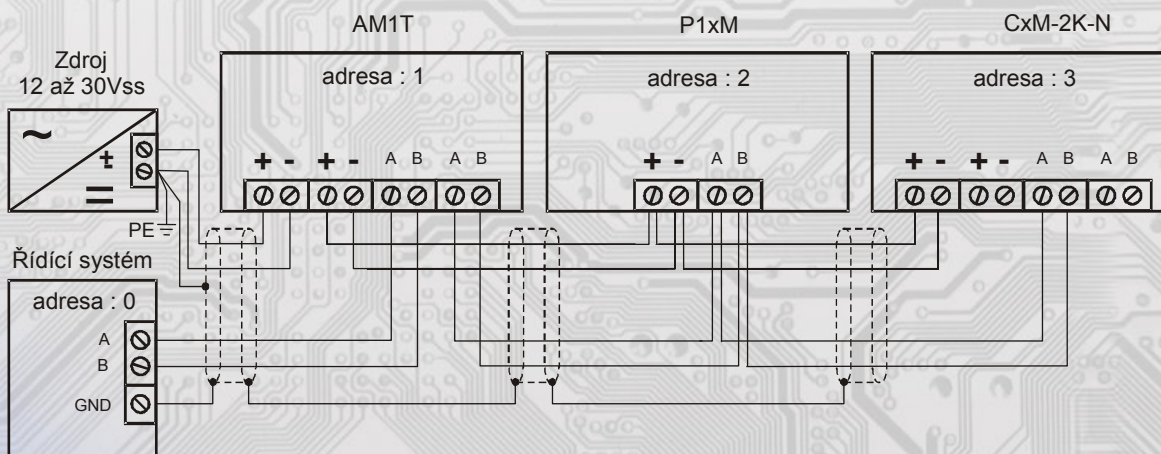 AM1T
P1xM
CxM-2K-N
Zdroj
12 až 30Vss
adresa : 1
adresa : 2
adresa : 3
~
±
=
+ - + - A B A B
+ - A B
+ - + - A B A B
PE
Řídící systém
adresa : 0
A
B
GND